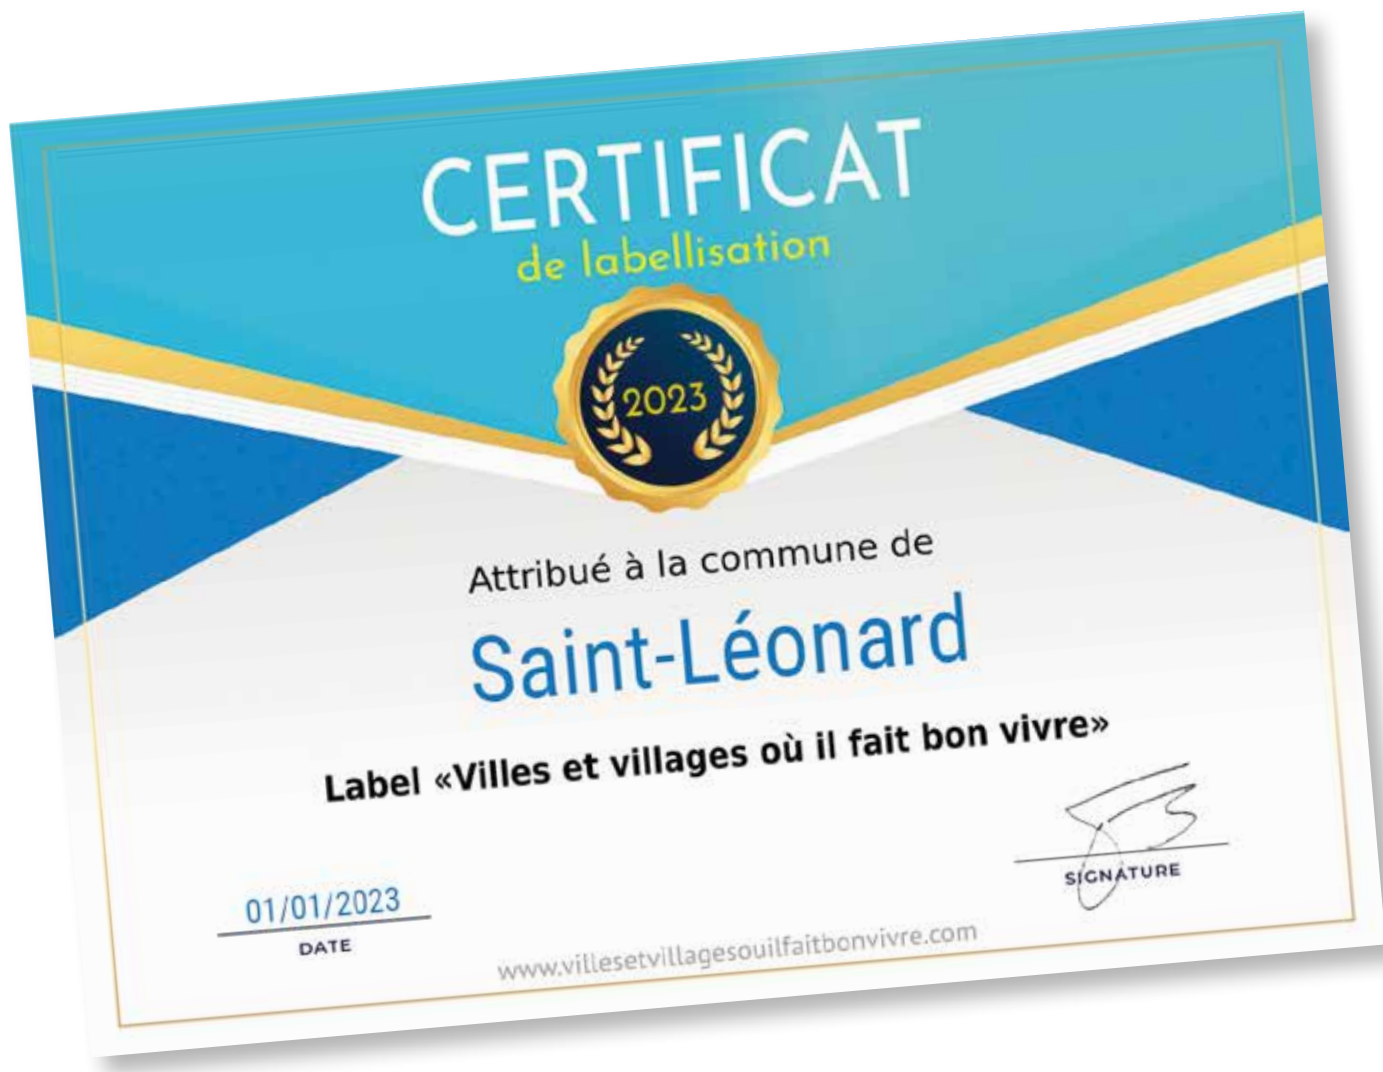 CERTIFICAT
de labellisation
2023
Attribué à la commune de
Saint-Léonard
Label «Villes et villages où il fait bon vivre»
01/01/2023
DATE
SIGNATURE
www.villesetvillagesouilfaitbonvivre.com